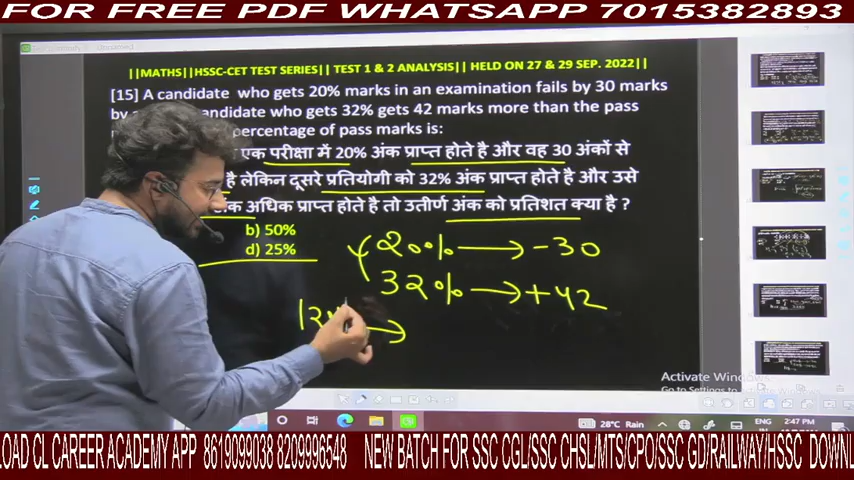 FOR FREE PDF WHATSAPP 7015382893
||MATHS||HSSC-CET TEST SERIES|| TEST 1 & 2 ANALYSIS|| HELD ON 27 & 29 SEP. 2022||
[15] A candidate who gets 20% marks in an examination fails by 30 marks
by andidate who gets 32% gets 42 marks more than the pass
percentage of pass marks is:
एक परीक्षा में 20% अंक प्राप्त होते है और वह 30 अंकों से
है लेकिन दूसरे प्रतियोगी को 32% अंक प्राप्त होते है और उसे
अधिक प्राप्त होते है तो उतीर्ण अंक को प्रतिशत क्या है ?
b) 50%
d) 25%
20% → -30
32% → +42
12% →
Activate Windo
Go to Settings to
28°C Rain
ENG
2:47 PM
LOAD CL CAREER ACADEMY APP 8619099038 8209996548 NEW BATCH FOR SSC CGL/SSC CHSL/MTS/CPO/SSC GD/RAILWAY/HSSC DOWNL